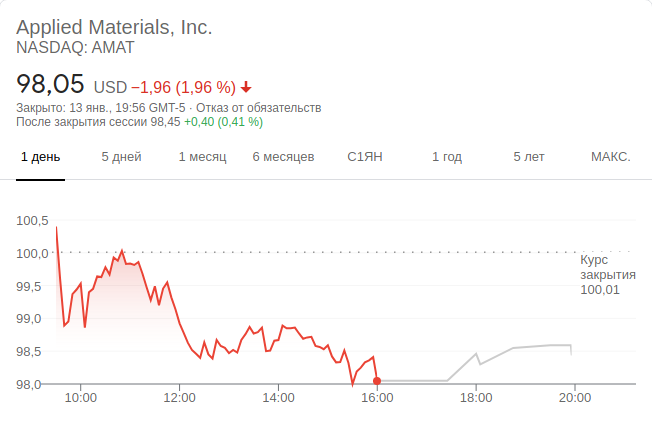 Applied Materials, Inc.
NASDAQ: AMAT
98,05 USD −1,96 (1,96 %)
Закрыто: 13 янв., 19:56 GMT-5 · Отказ от обязательств
После закрытия сессии 98,45 +0,40 (0,41 %)
1 день 5 дней 1 месяц 6 месяцев С1ЯН 1 год 5 лет МАКС.
100,5
100,0
Курс
закрытия
100,01
99,5
99,0
98,5
98,0
10:00 12:00 14:00 16:00 18:00 20:00